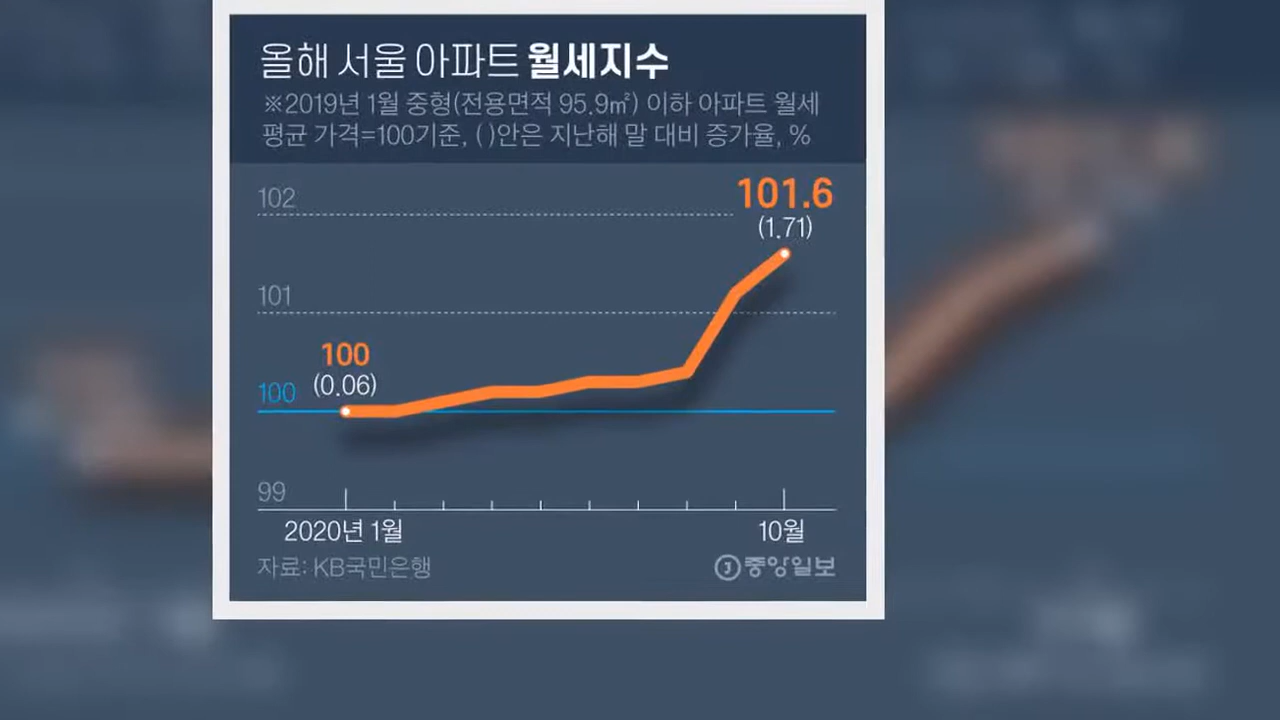 올해 서울 아파트 월세지수
※2019년 1월 중형(전용면적 95.9㎡) 이하 아파트 월세
평균 가격=100기준, ( )안은 지난해 말 대비 증가율, %
102
101.6
(1.71)
101
100
(0.06)
100
99
2020년 1월
10월
자료: KB국민은행
J 중앙일보